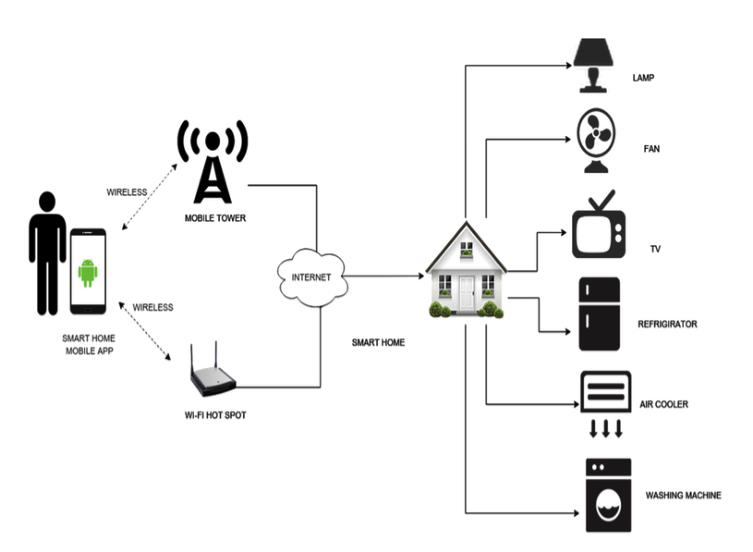 LAMP
FAN
WIRELESS
MOBILE TOWER
TV
INTERNET
WIRELESS
REFRIGIRATOR
SMART HOME
MOBILE APP
SMART HOME
AIR COOLER
WI-FI HOT SPOT
WASHING MACHINE